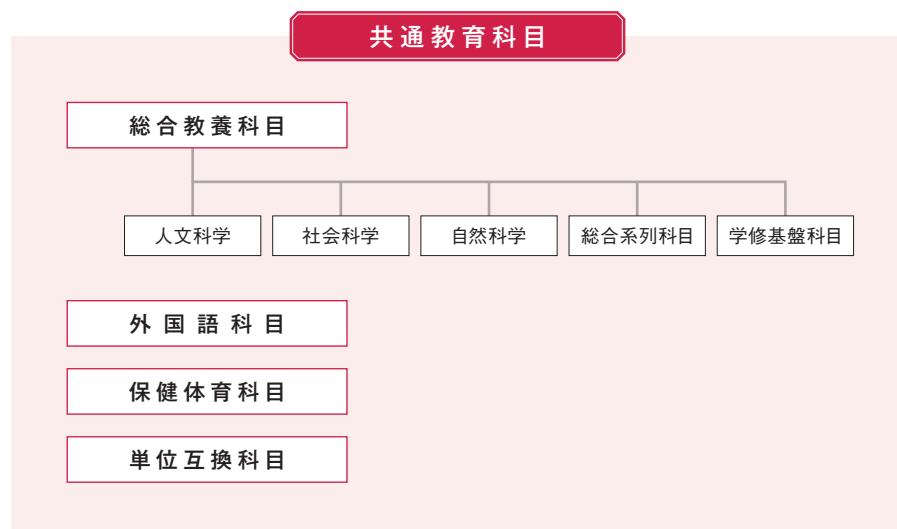 共通教育科目
総合教養科目
人文科学
社会科学
自然科学
総合系列科目
学修基盤科目
外国語科目
保健体育科目
単位互換科目